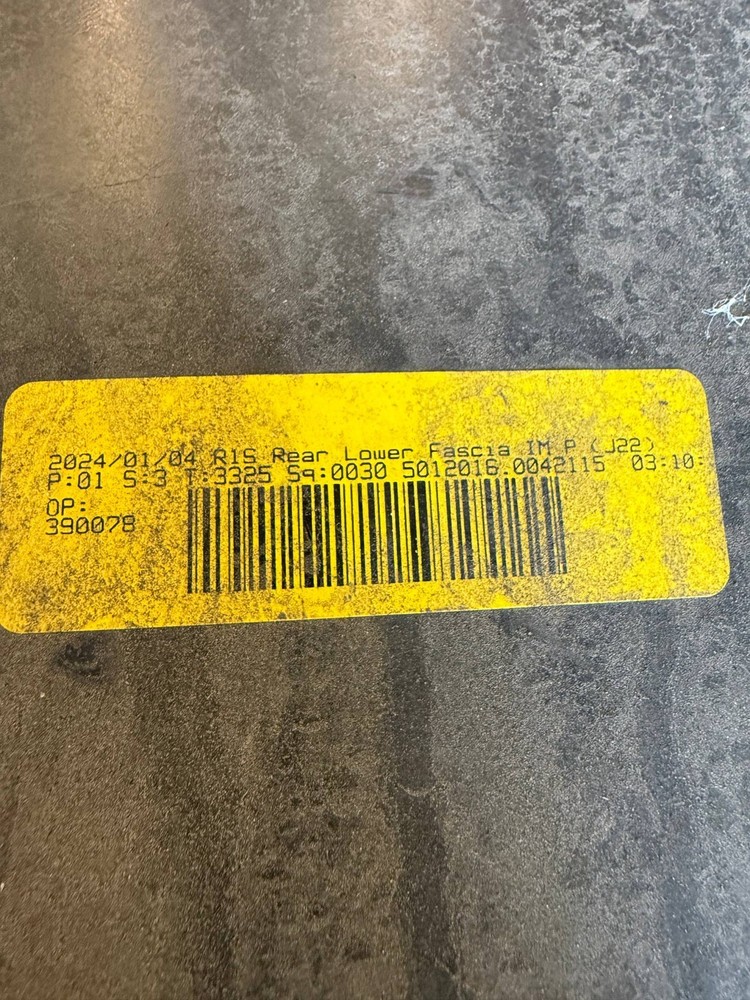 2024/01/04 R1S Rear Lower Fascia IM P (J22)
P:01 S:3 T:3325 Sq:0030 5012016.0042115 03:10:
OP:
390078